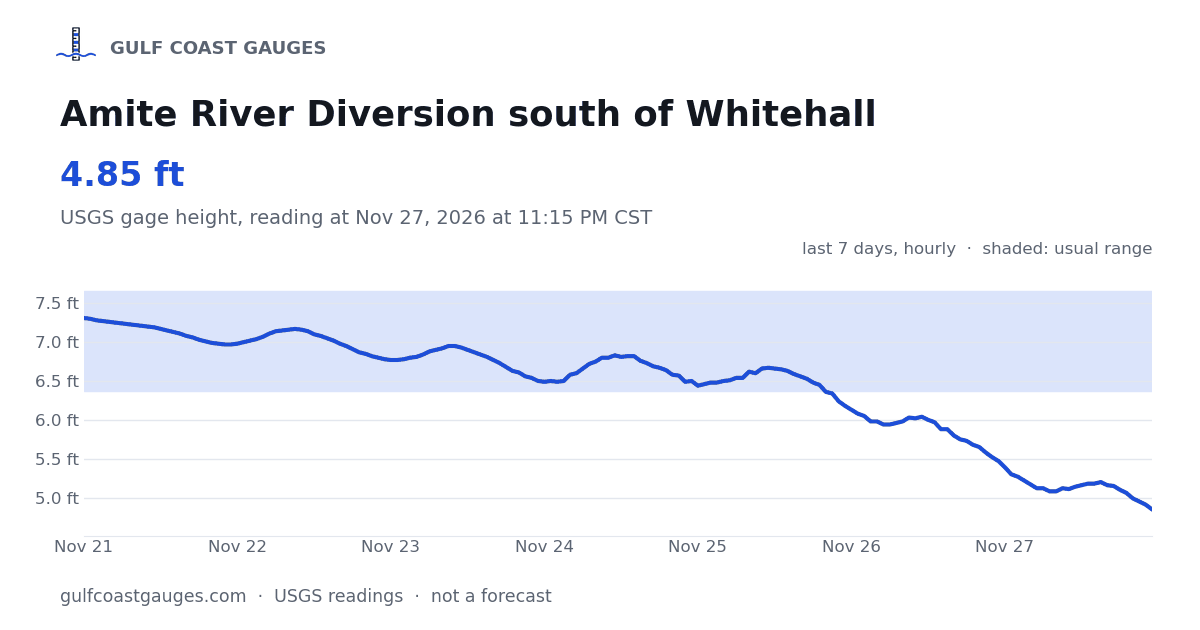 GULF COAST GAUGES
Amite River Diversion south of Whitehall
4.85 ft
USGS gage height, reading at Nov 27, 2026 at 11:15 PM CST
last 7 days, hourly · shaded: usual range
7.5 ft
7.0 ft
6.5 ft
6.0 ft
5.5 ft
5.0 ft
Nov 21 Nov 22 Nov 23 Nov 24 Nov 25 Nov 26 Nov 27
gulfcoastgauges.com · USGS readings · not a forecast